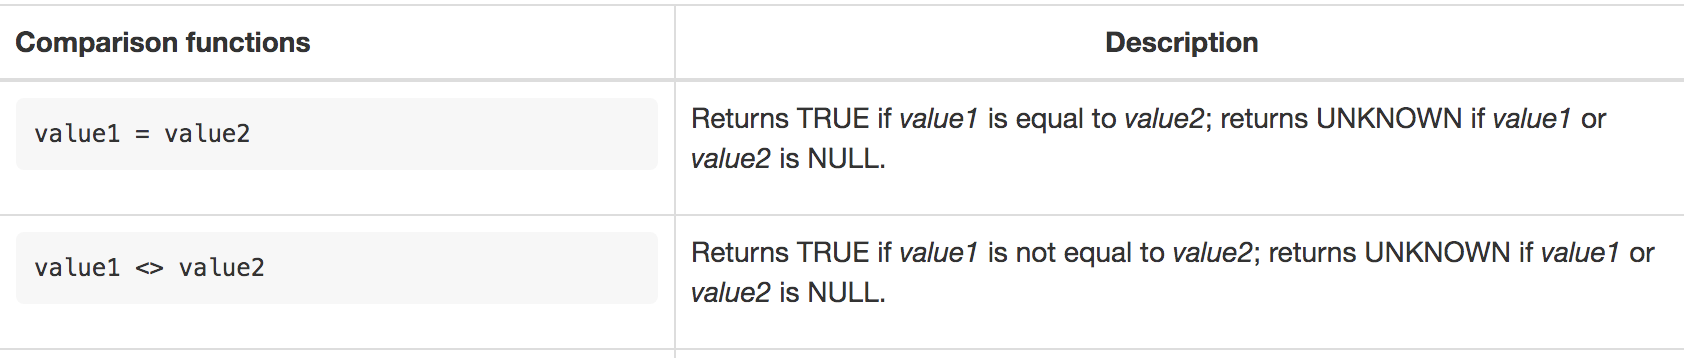 Comparison functions
Description
value1 = value2
Returns TRUE if value1 is equal to value2; returns UNKNOWN if value1 or
value2 is NULL.
value1 <> value2
Returns TRUE if value1 is not equal to value2; returns UNKNOWN if value1 or
value2 is NULL.